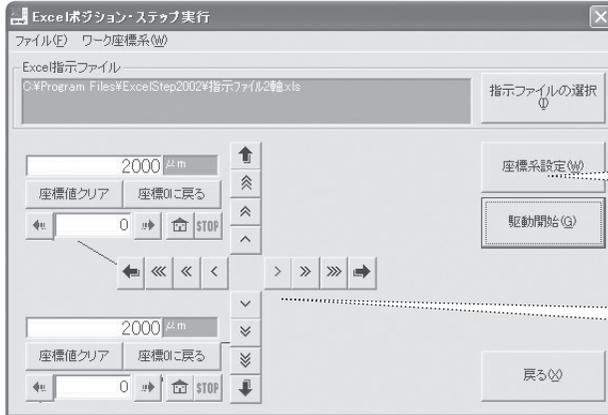 Excelポジション・ステップ実行
ファイル(F) ワーク座標系(W)
Excel指示ファイル
C:¥Program Files¥ExcelStep2002¥指示ファイル2軸.xls
指示ファイルの選択
(I)
2000 μm
座標値クリア 座標0に戻る
0 STOP
座標系設定(W)
駆動開始(G)
2000 μm
座標値クリア 座標0に戻る
0 STOP
戻る(X)